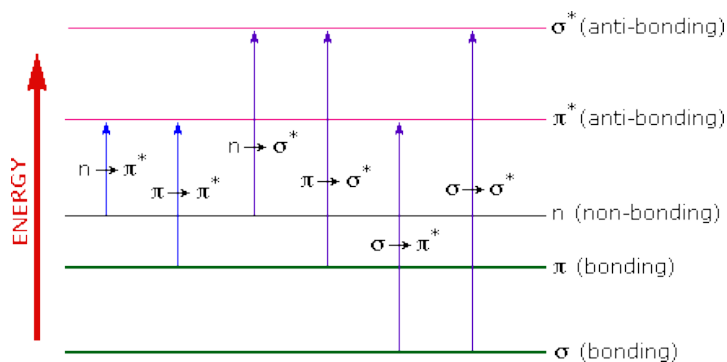 σ* (anti-bonding)
π* (anti-bonding)
n → σ*
n → π*
π → π*
π → σ*
σ → σ*
n (non-bonding)
σ → π*
π (bonding)
σ (bonding)
ENERGY